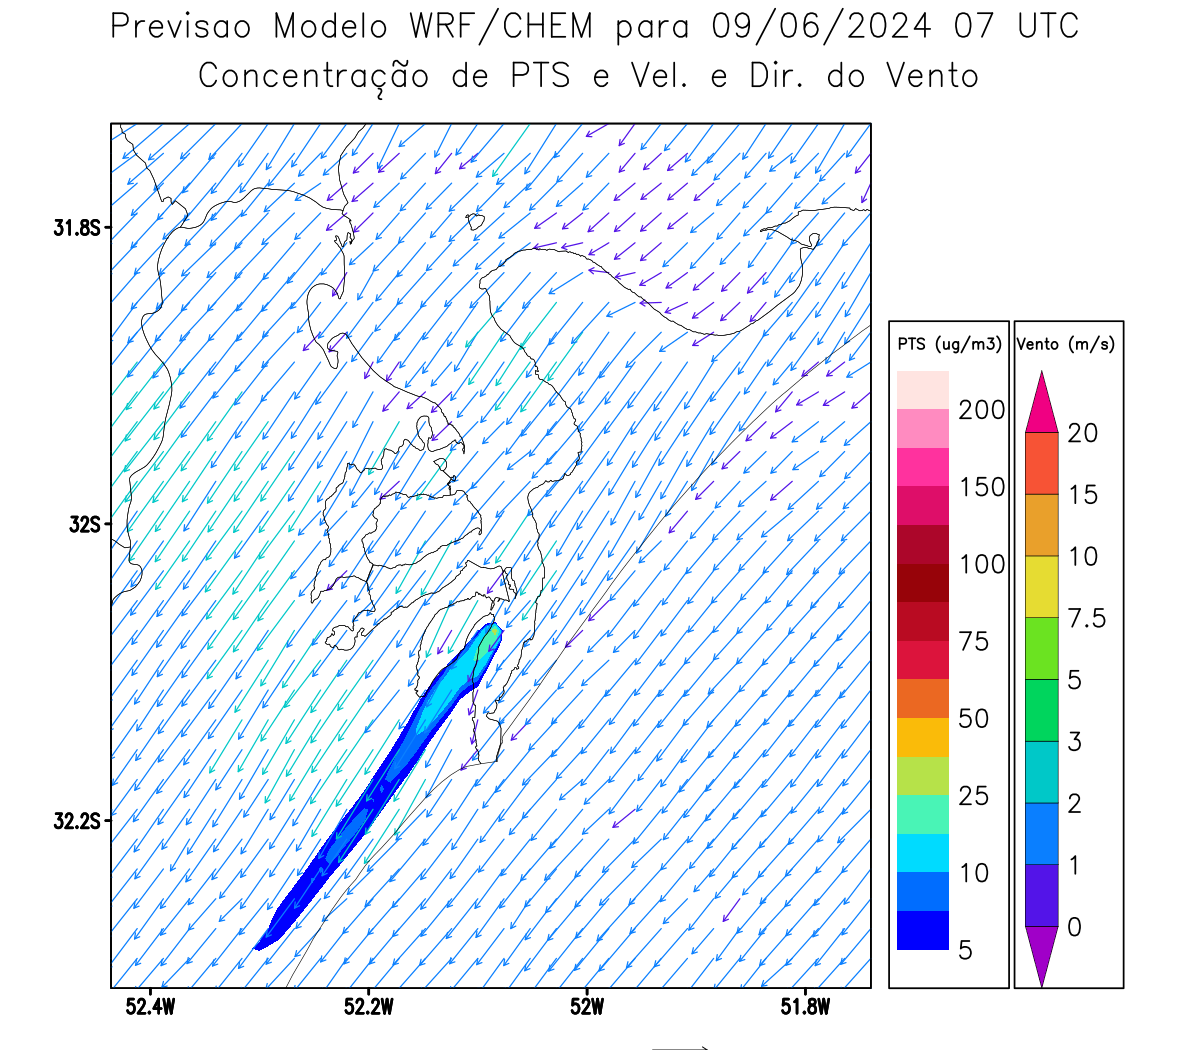 Previsao Modelo WRF/CHEM para 09/06/2024 07 UTC
Concentração de PTS e Vel. e Dir. do Vento
31.8S
32S
32.2S
52.4W 52.2W 52W 51.8W
PTS (ug/m3)
200
150
100
75
50
25
10
5
Vento (m/s)
20
15
10
7.5
5
3
2
1
0